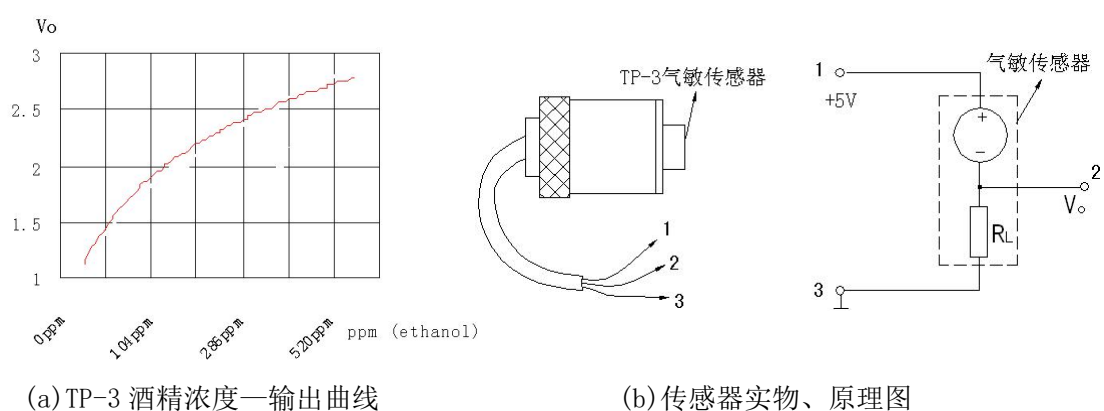 Vo
3
2.5
2
1.5
1
0ppm
104ppm
286ppm
520ppm
ppm (ethanol)
(a)TP-3 酒精浓度—输出曲线
TP-3气敏传感器
1
2
3
1
+5V
气敏传感器
+
−
2
Vo
RL
3
(b)传感器实物、原理图